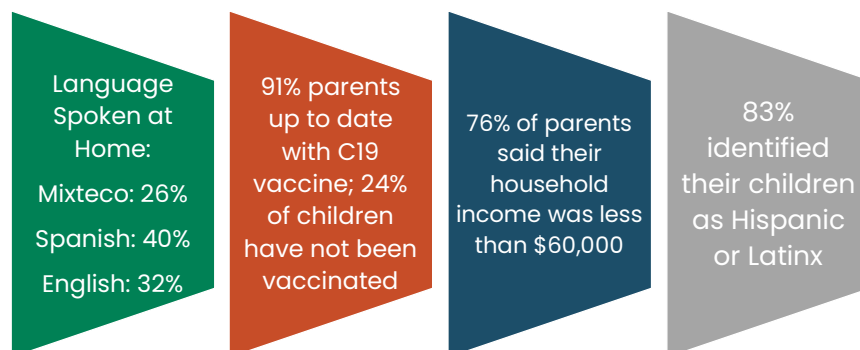 Language
Spoken at
Home:
Mixteco: 26%
Spanish: 40%
English: 32%
91% parents
up to date
with C19
vaccine; 24%
of children
have not been
vaccinated
76% of parents
said their
household
income was less
than $60,000
83%
identified
their children
as Hispanic
or Latinx